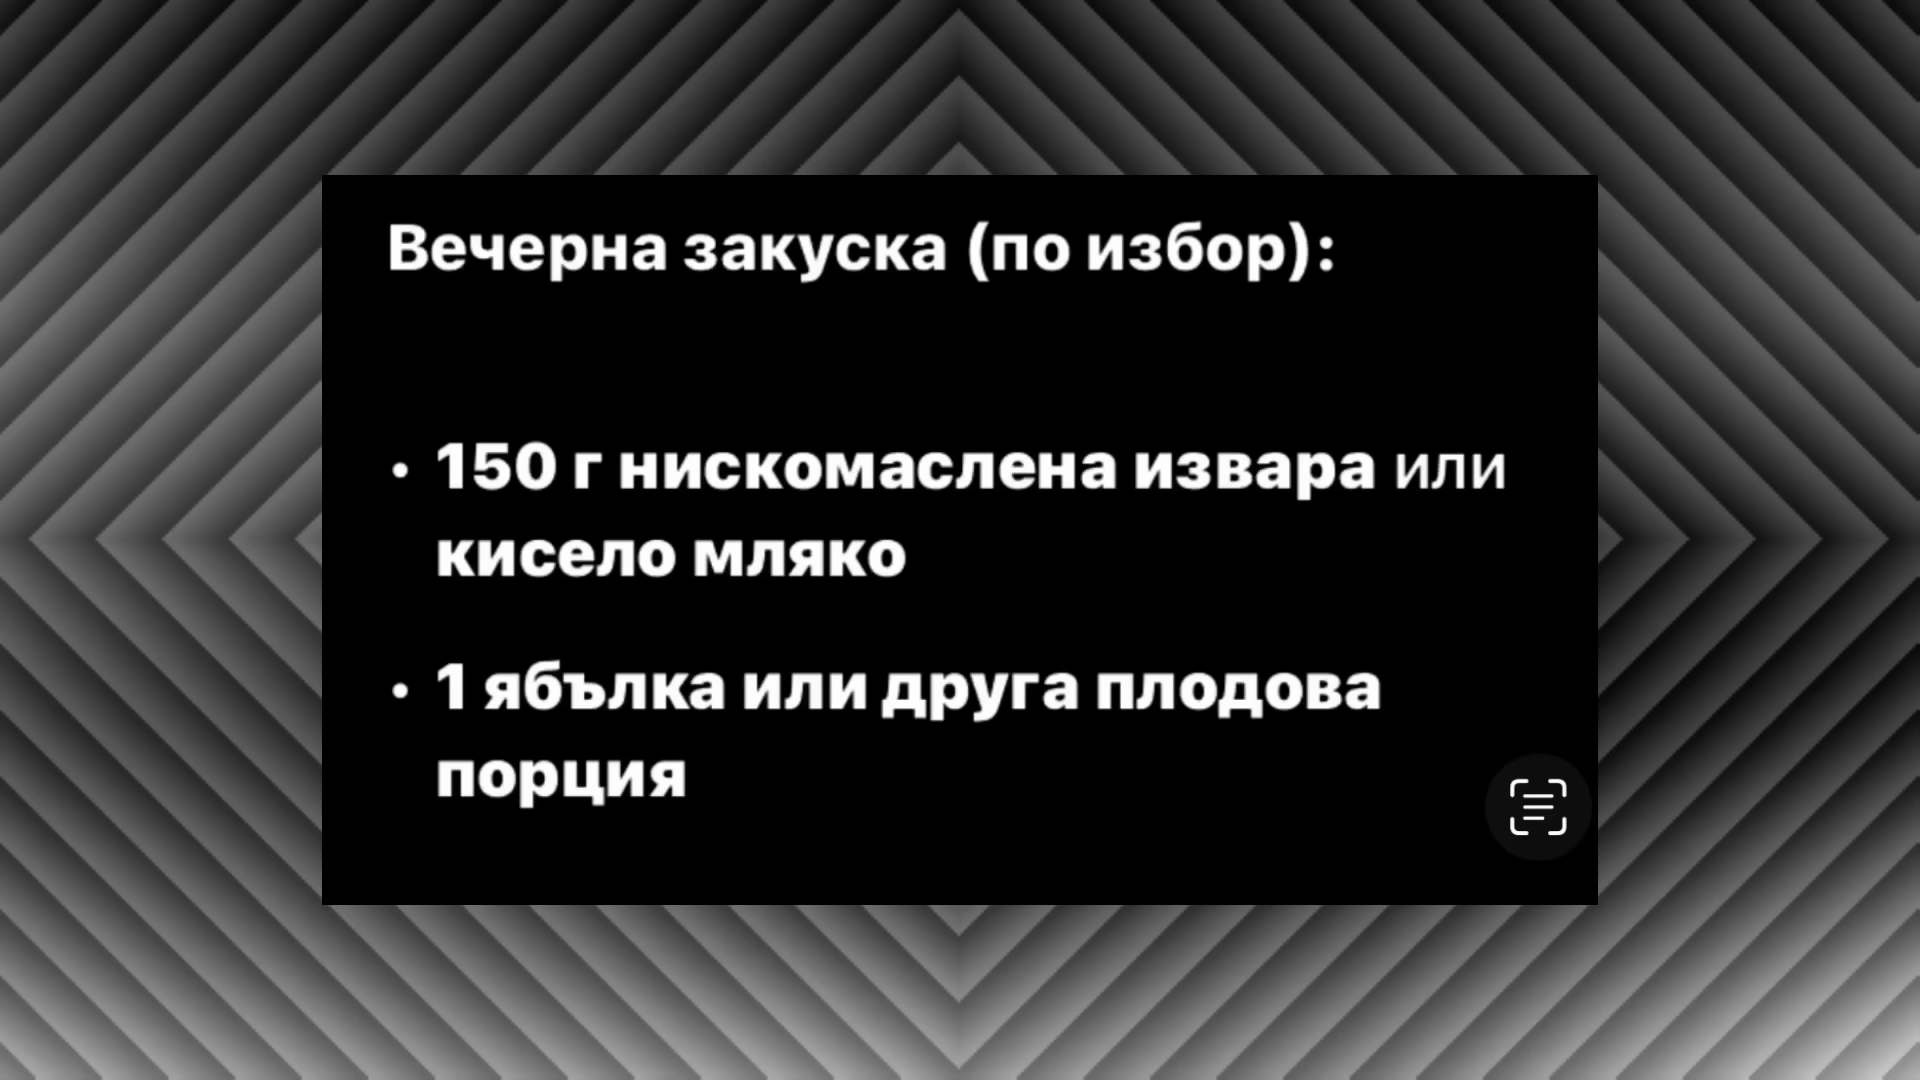 Вечерна закуска (по избор):
• 150 г нискомаслена извара или
кисело мляко
• 1 ябълка или друга плодова
порция